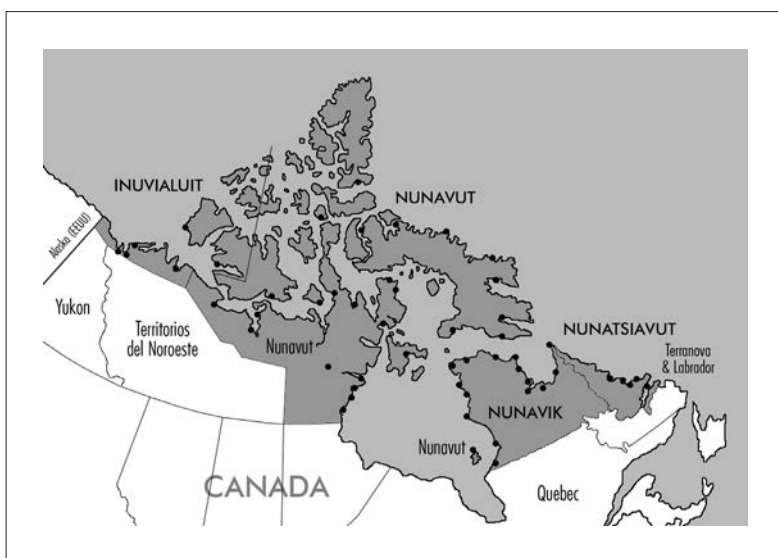 INUVIALUIT
NUNAVUT
Alaska (EEUU)
Yukon
Territorios
del Noroeste
Nunavut
NUNATSIAVUT
Terranova
& Labrador
NUNAVIK
Nunavut
CANADA
Quebec